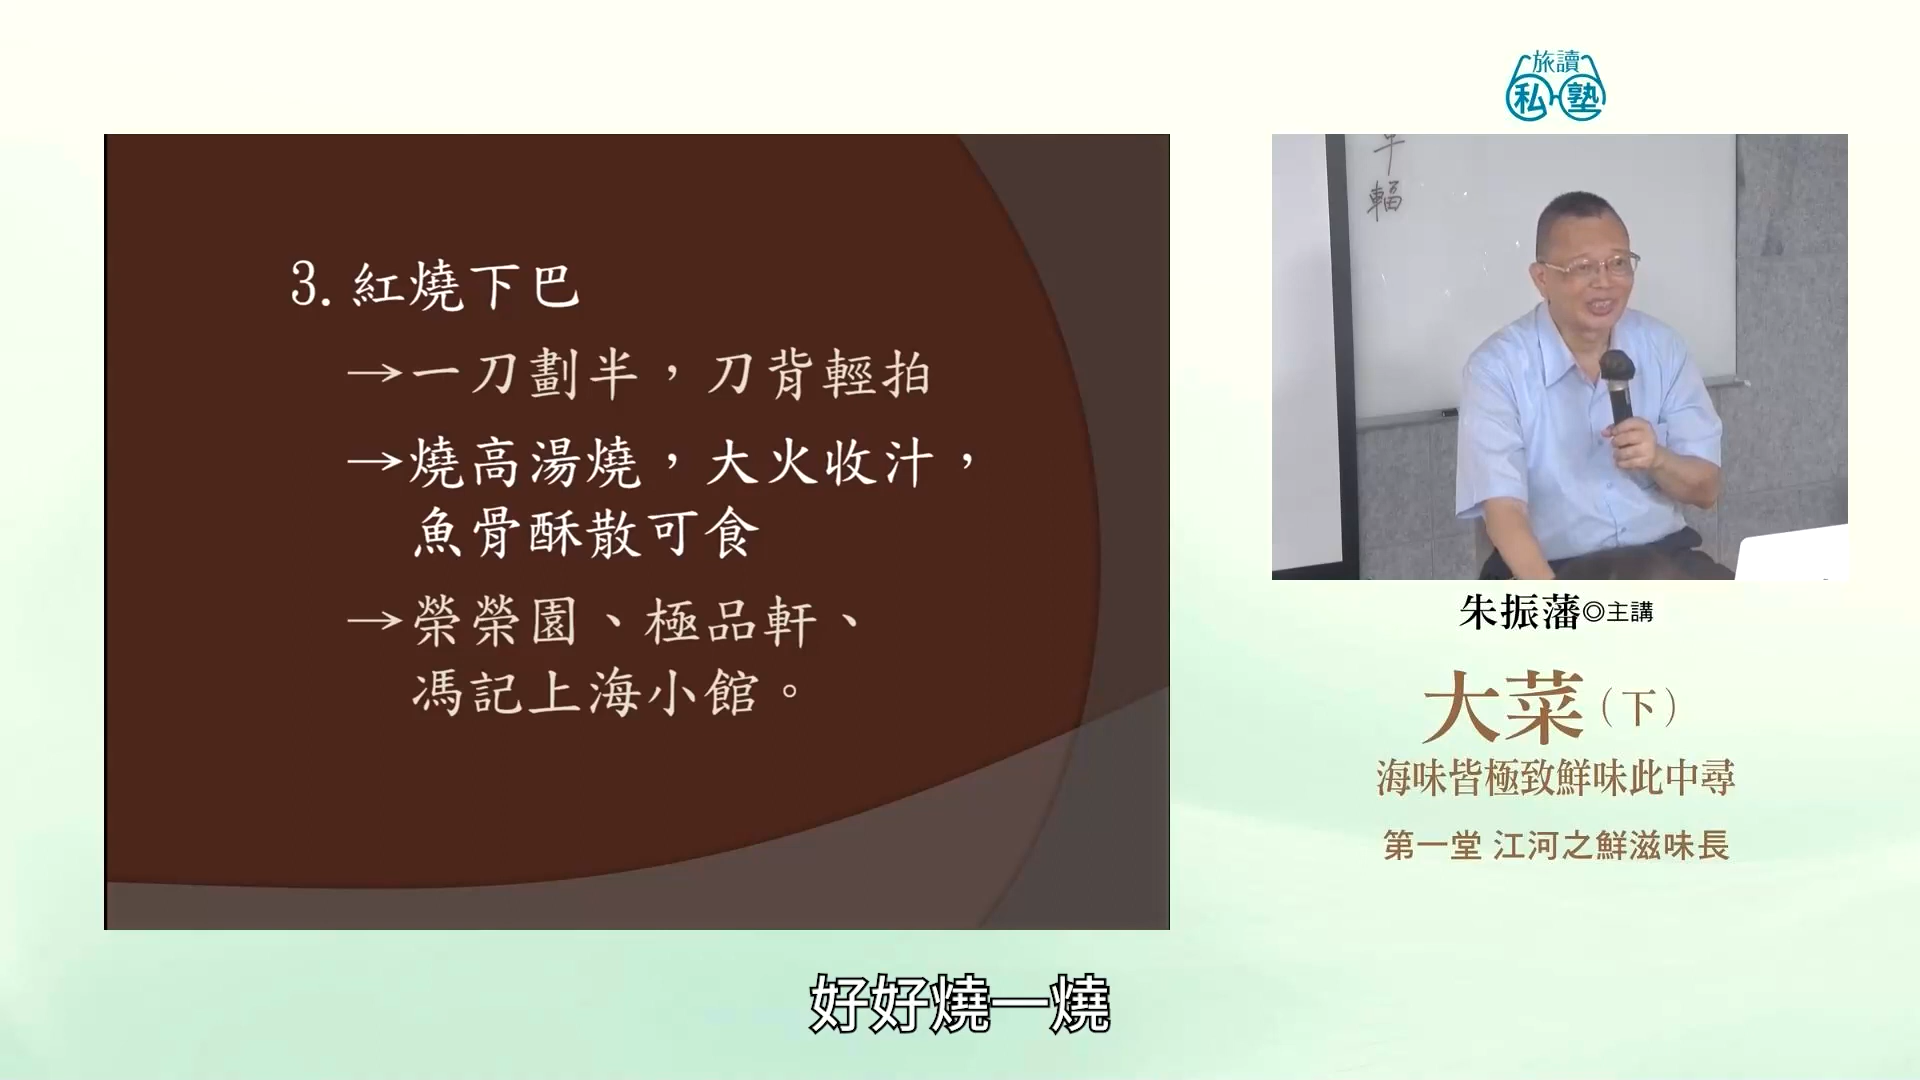 3.紅燒下巴
→一刀劃半，刀背輕拍
→燒高湯燒，大火收汁，
魚骨酥散可食
→榮榮園、極品軒、
馮記上海小館。
旅讀
私塾
輻
朱振藩◎主講
大菜（下）
海味皆極致鮮味此中尋
第一堂 江河之鮮滋味長
好好燒一燒